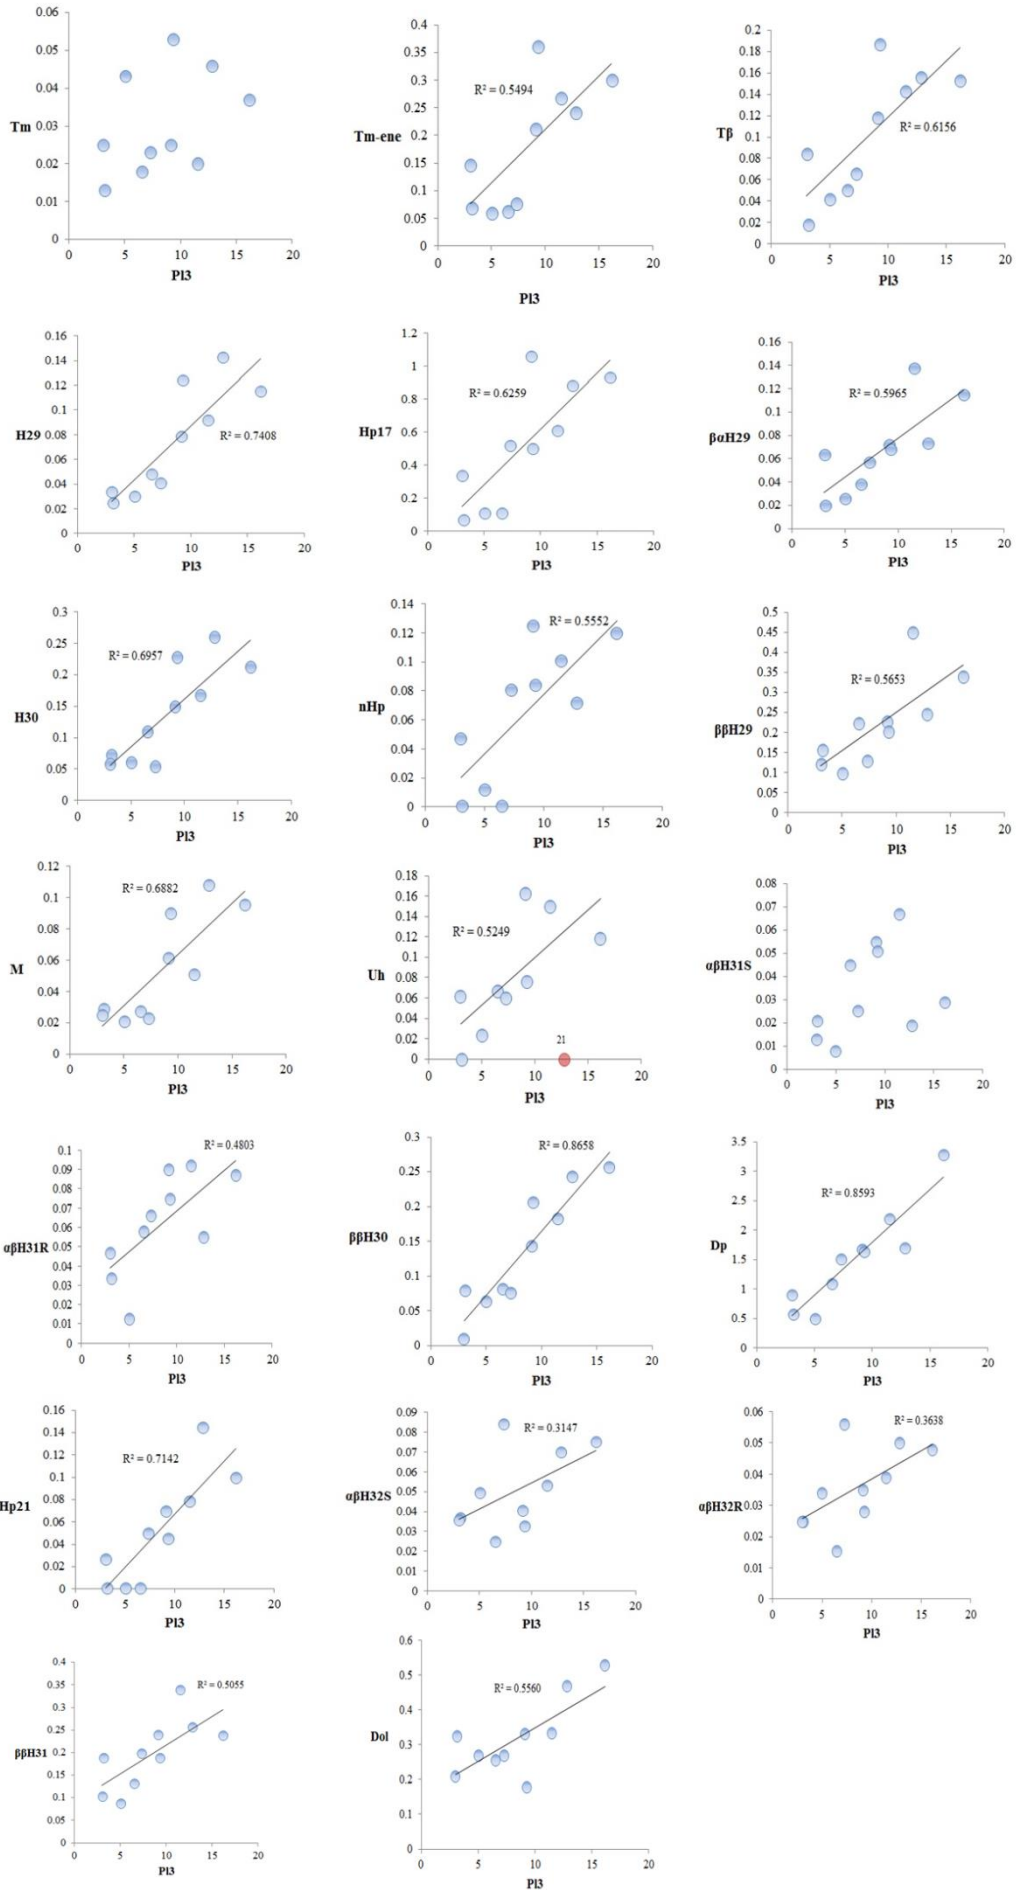 0.06
0.05
0.04
0.03
0.02
0.01
0
Tm
0 5 10 15 20
Pl3
0.4
0.35
0.3
0.25
0.2
0.15
0.1
0.05
0
Tm-ene
R² = 0.5494
0 5 10 15 20
Pl3
0.2
0.18
0.16
0.14
0.12
0.1
0.08
0.06
0.04
0.02
0
Tβ
R² = 0.6156
0 5 10 15 20
Pl3
0.16
0.14
0.12
0.1
0.08
0.06
0.04
0.02
0
H29
R² = 0.7408
0 5 10 15 20
Pl3
1.2
1
0.8
0.6
0.4
0.2
0
Hp17
R² = 0.6259
0 5 10 15 20
Pl3
0.16
0.14
0.12
0.1
0.08
0.06
0.04
0.02
0
βαH29
R² = 0.5965
0 5 10 15 20
Pl3
0.3
0.25
0.2
0.15
0.1
0.05
0
H30
R² = 0.6957
0 5 10 15 20
Pl3
0.14
0.12
0.1
0.08
0.06
0.04
0.02
0
nHp
R² = 0.5552
0 5 10 15 20
Pl3
0.5
0.45
0.4
0.35
0.3
0.25
0.2
0.15
0.1
0.05
0
ββH29
R² = 0.5653
0 5 10 15 20
Pl3
0.12
0.1
0.08
0.06
0.04
0.02
0
M
R² = 0.6882
0 5 10 15 20
Pl3
0.18
0.16
0.14
0.12
0.1
0.08
0.06
0.04
0.02
0
Uh
R² = 0.5249
21
0 5 10 15 20
Pl3
0.08
0.07
0.06
0.05
0.04
0.03
0.02
0.01
0
αβH31S
0 5 10 15 20
Pl3
0.1
0.09
0.08
0.07
0.06
0.05
0.04
0.03
0.02
0.01
0
αβH31R
R² = 0.4803
0 5 10 15 20
Pl3
0.3
0.25
0.2
0.15
0.1
0.05
0
ββH30
R² = 0.8658
0 5 10 15 20
Pl3
3.5
3
2.5
2
1.5
1
0.5
0
Dp
R² = 0.8593
0 5 10 15 20
Pl3
0.16
0.14
0.12
0.1
0.08
0.06
0.04
0.02
0
Hp21
R² = 0.7142
0 5 10 15 20
Pl3
0.09
0.08
0.07
0.06
0.05
0.04
0.03
0.02
0.01
0
αβH32S
R² = 0.3147
0 5 10 15 20
Pl3
0.06
0.05
0.04
0.03
0.02
0.01
0
αβH32R
R² = 0.3638
0 5 10 15 20
Pl3
0.4
0.35
0.3
0.25
0.2
0.15
0.1
0.05
0
ββH31
R² = 0.5055
0 5 10 15 20
Pl3
0.6
0.5
0.4
0.3
0.2
0.1
0
Dol
R² = 0.5560
0 5 10 15 20
Pl3